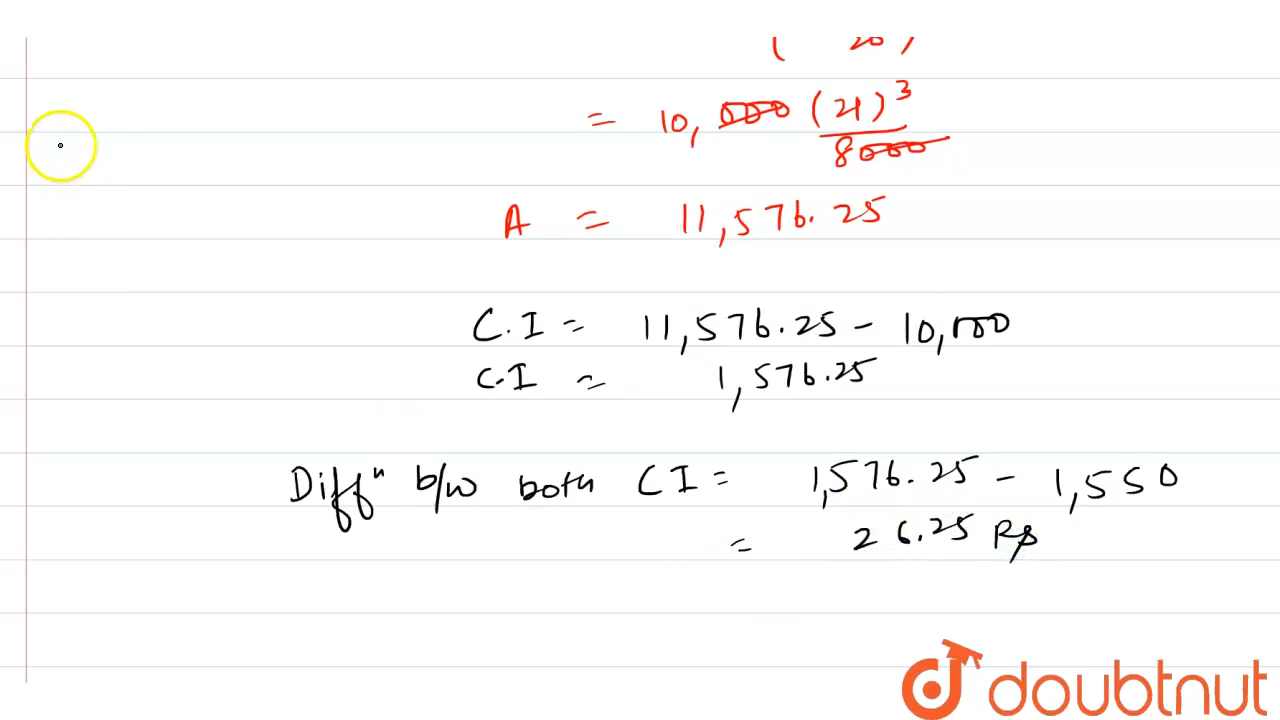 ( 20 )
= 10,000 (21)³
8000
A = 11,576.25
C.I = 11,576.25 - 10,000
C.I = 1,576.25
Diffⁿ b/w both CI = 1,576.25 - 1,550
= 26.25 Rs
doubtnut